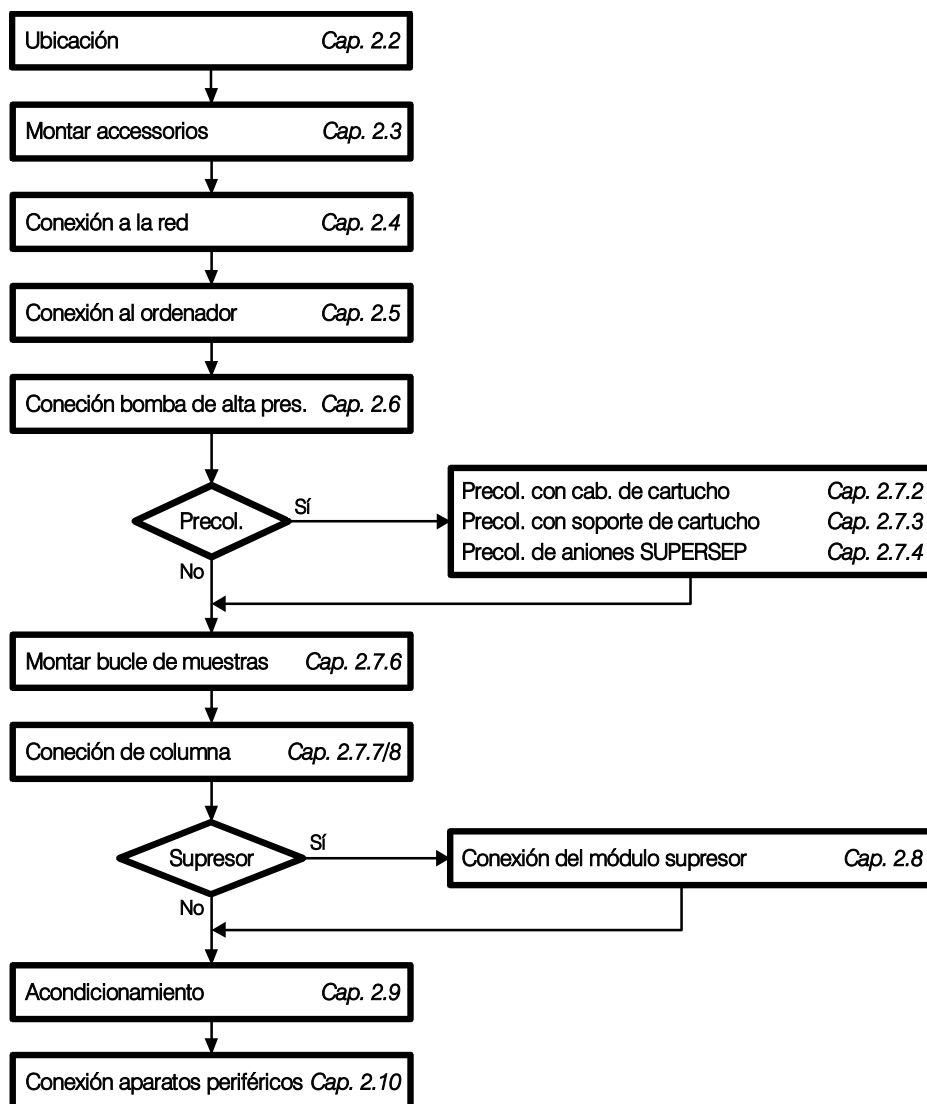 Ubicación Cap. 2.2
Montar accessorios Cap. 2.3
Conexión a la red Cap. 2.4
Conexión al ordenador Cap. 2.5
Coneción bomba de alta pres. Cap. 2.6
Precol. Sí
Precol. con cab. de cartucho Cap. 2.7.2
Precol. con soporte de cartucho Cap. 2.7.3
Precol. de aniones SUPERSEP Cap. 2.7.4
No
Montar bucle de muestras Cap. 2.7.6
Coneción de columna Cap. 2.7.7/8
Supresor Sí
Conexión del módulo supresor Cap. 2.8
No
Acondicionamiento Cap. 2.9
Conexión aparatos periféricos Cap. 2.10